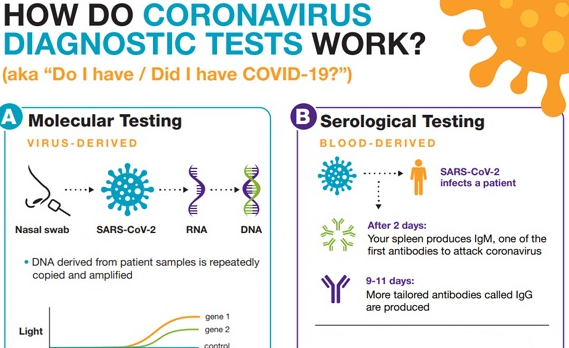 HOW DO CORONAVIRUS
DIAGNOSTIC TESTS WORK?
(aka “Do I have / Did I have COVID-19?”)
A Molecular Testing
VIRUS-DERIVED
Nasal swab SARS-CoV-2 RNA DNA
• DNA derived from patient samples is repeatedly
copied and amplified
Light
gene 1
gene 2
control
B Serological Testing
BLOOD-DERIVED
SARS-CoV-2
infects a patient
After 2 days:
Your spleen produces IgM, one of the
first antibodies to attack coronavirus
9-11 days:
More tailored antibodies called IgG
are produced